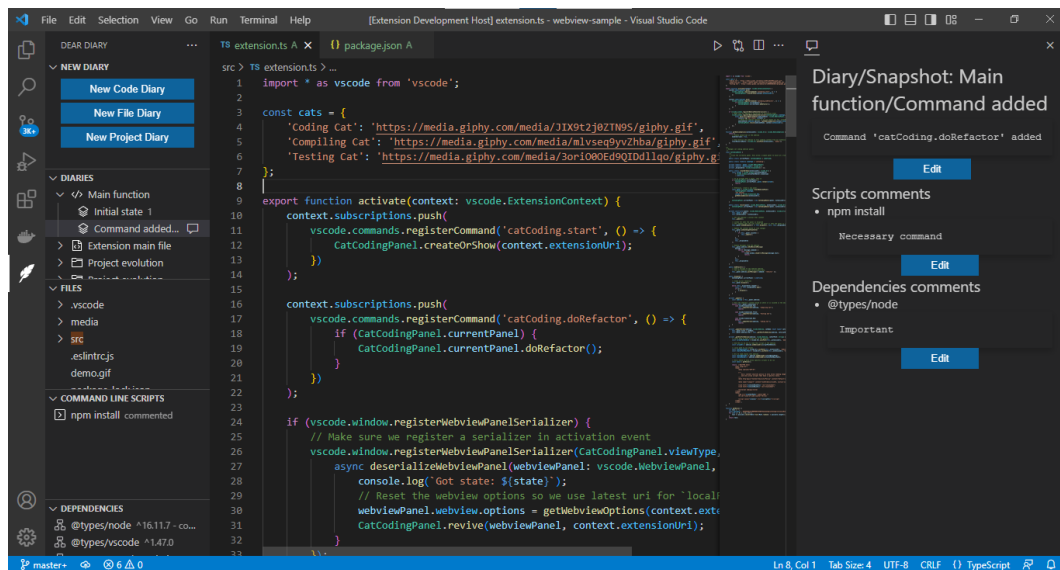 File Edit Selection View Go Run Terminal Help [Extension Development Host] extension.ts - webview-sample - Visual Studio Code
DEAR DIARY ...
NEW DIARY
New Code Diary
New File Diary
New Project Diary
3K+
DIARIES
Main function
Initial state 1
Command added...
Extension main file
Project evolution
FILES
.vscode
media
src
.eslintrc.js
demo.gif
COMMAND LINE SCRIPTS
npm install commented
DEPENDENCIES
@types/node ^16.11.7 - co...
@types/vscode ^1.47.0
TS extension.ts A × {} package.json A
src > TS extension.ts > ...
1 import * as vscode from 'vscode';
2
3 const cats = {
4 'Coding Cat': 'https://media.giphy.com/media/JIX9t2j0ZTN9S/giphy.gif',
5 'Compiling Cat': 'https://media.giphy.com/media/mlvseq9yvZhba/giphy.gif',
6 'Testing Cat': 'https://media.giphy.com/media/3oriO0OEd9QIDdllqo/giphy.gi
7 };
8
9 export function activate(context: vscode.ExtensionContext) {
10 context.subscriptions.push(
11 vscode.commands.registerCommand('catCoding.start', () => {
12 CatCodingPanel.createOrShow(context.extensionUri);
13 })
14 );
15
16 context.subscriptions.push(
17 vscode.commands.registerCommand('catCoding.doRefactor', () => {
18 if (CatCodingPanel.currentPanel) {
19 CatCodingPanel.currentPanel.doRefactor();
20 }
21 })
22 );
23
24 if (vscode.window.registerWebviewPanelSerializer) {
25 // Make sure we register a serializer in activation event
26 vscode.window.registerWebviewPanelSerializer(CatCodingPanel.viewType,
27 async deserializeWebviewPanel(webviewPanel: vscode.WebviewPanel,
28 console.log(`Got state: ${state}`);
29 // Reset the webview options so we use latest uri for `localR
30 webviewPanel.webview.options = getWebviewOptions(context.exte
31 CatCodingPanel.revive(webviewPanel, context.extensionUri);
32 }
33 });
Diary/Snapshot: Main
function/Command added
Command 'catCoding.doRefactor' added
Edit
Scripts comments
• npm install
Necessary command
Edit
Dependencies comments
• @types/node
Important
Edit
master+ 6 0 Ln 8, Col 1 Tab Size: 4 UTF-8 CRLF {} TypeScript